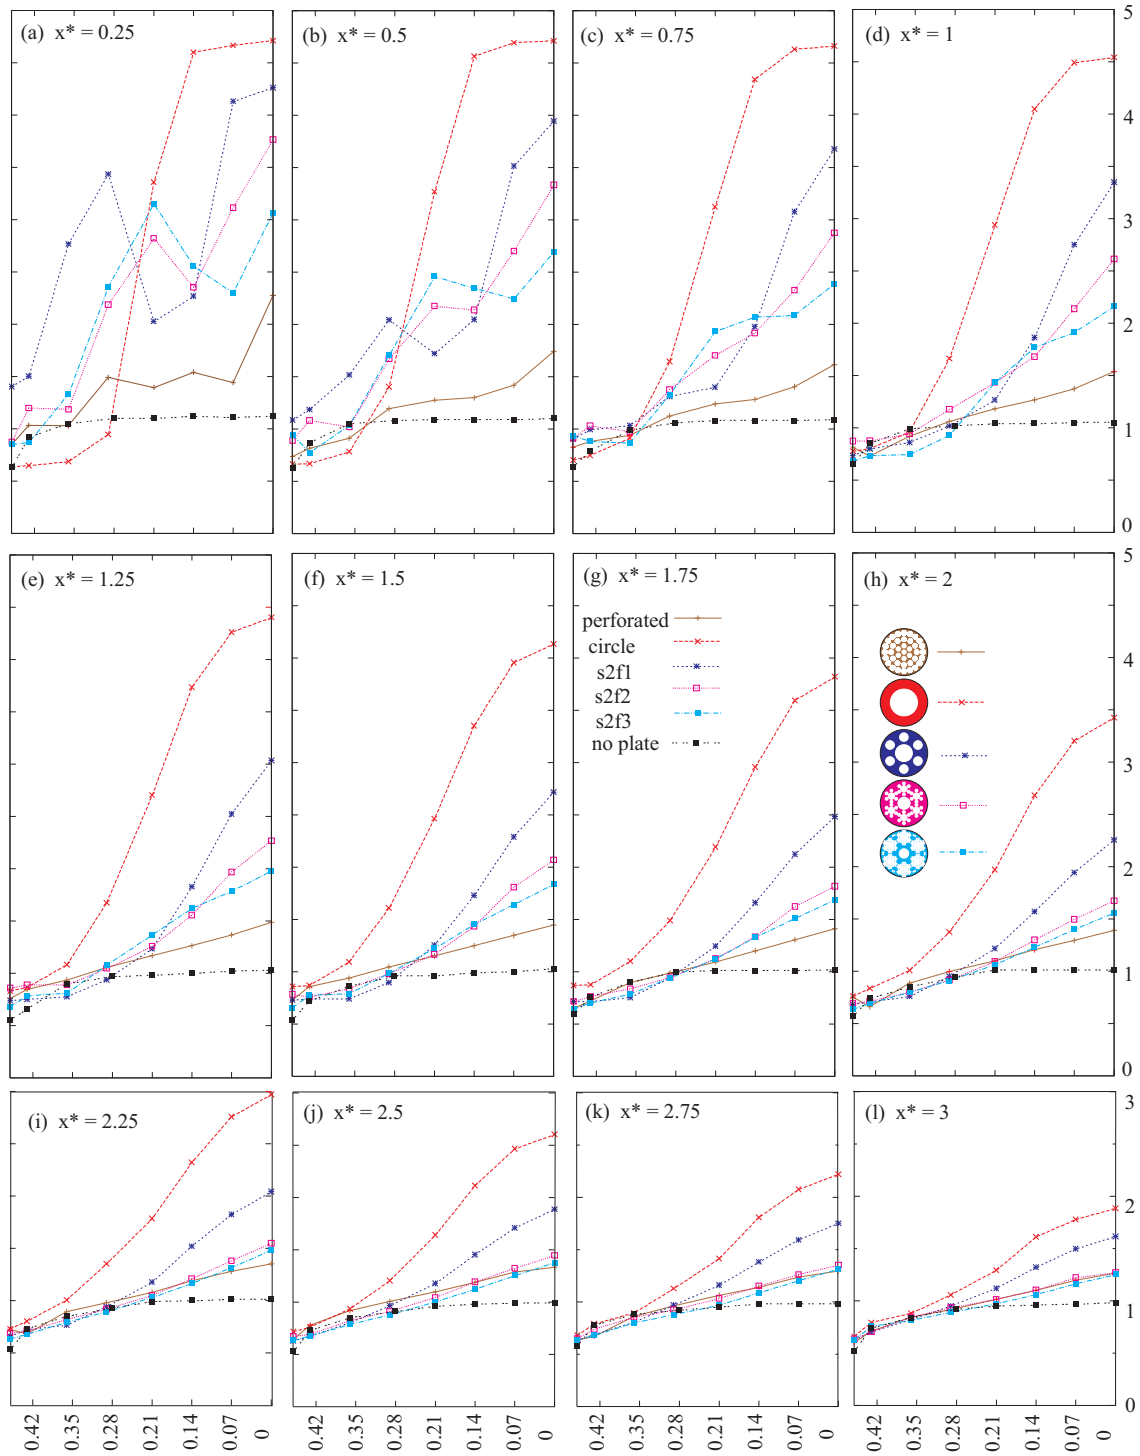 (a) x* = 0.25
(b) x* = 0.5
(c) x* = 0.75
(d) x* = 1
5
4
3
2
1
0
(e) x* = 1.25
(f) x* = 1.5
(g) x* = 1.75
(h) x* = 2
perforated
circle
s2f1
s2f2
s2f3
no plate
5
4
3
2
1
0
(i) x* = 2.25
(j) x* = 2.5
(k) x* = 2.75
(l) x* = 3
3
2
1
0
0.42 0.35 0.28 0.21 0.14 0.07 0
0.42 0.35 0.28 0.21 0.14 0.07 0
0.42 0.35 0.28 0.21 0.14 0.07 0
0.42 0.35 0.28 0.21 0.14 0.07 0